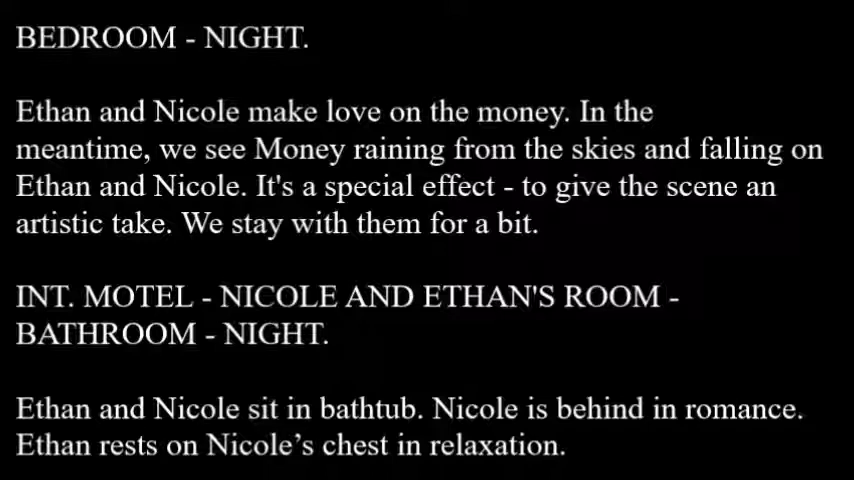 BEDROOM - NIGHT.
Ethan and Nicole make love on the money. In the
meantime, we see Money raining from the skies and falling on
Ethan and Nicole. It's a special effect - to give the scene an
artistic take. We stay with them for a bit.
INT. MOTEL - NICOLE AND ETHAN'S ROOM -
BATHROOM - NIGHT.
Ethan and Nicole sit in bathtub. Nicole is behind in romance.
Ethan rests on Nicole’s chest in relaxation.